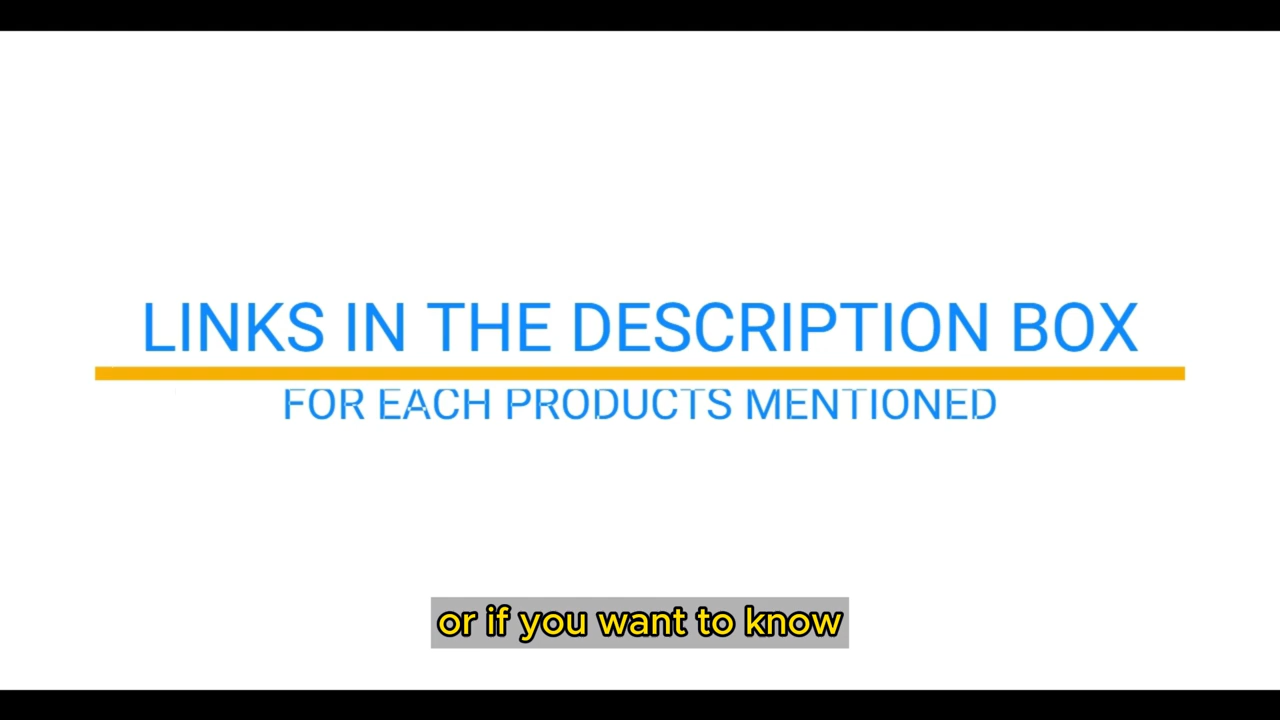 LINKS IN THE DESCRIPTION BOX
FOR EACH PRODUCTS MENTIONED
or if you want to know